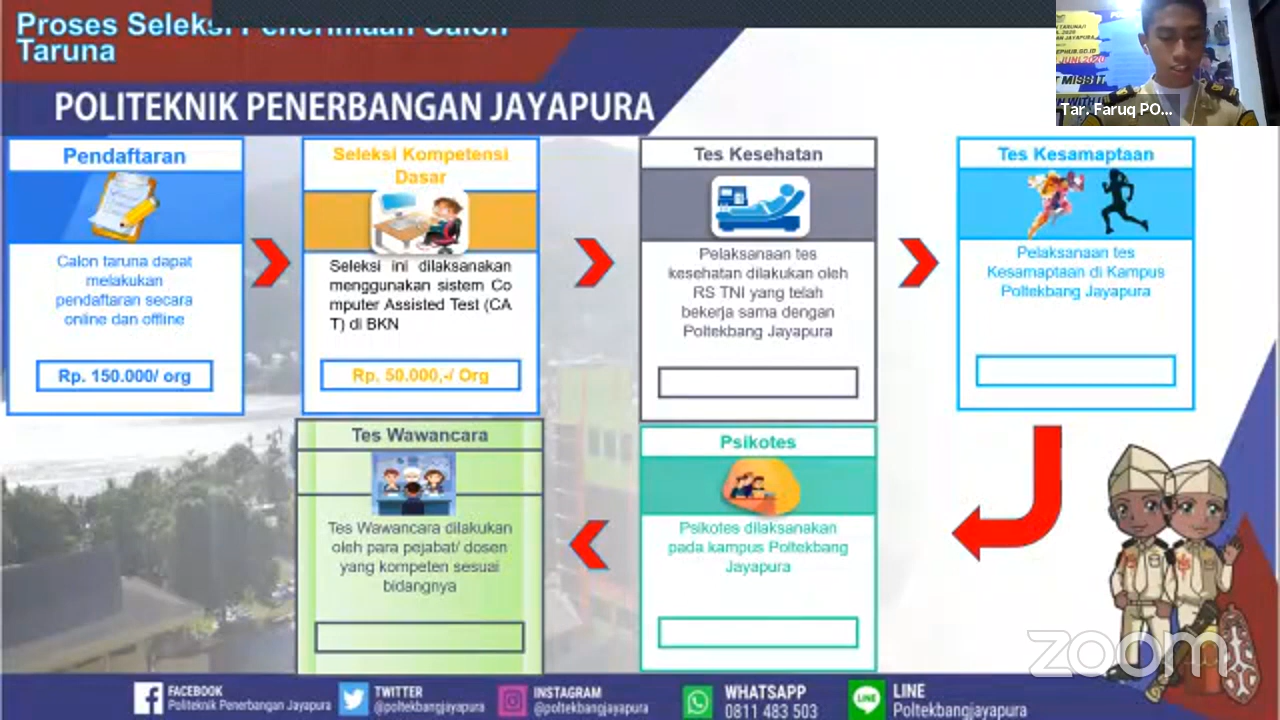 Proses Seleksi Penerimaan Calon
Taruna
POLITEKNIK PENERBANGAN JAYAPURA
Tar. Faruq PO...
Pendaftaran
Calon taruna dapat
melakukan
pendaftaran secara
online dan offline
Rp. 150.000/ org
Seleksi Kompetensi
Dasar
Seleksi ini dilaksanakan
menggunakan sistem Co
mputer Assisted Test (CA
T) di BKN
Rp. 50.000,-/ Org
Tes Kesehatan
Pelaksanaan tes
kesehatan dilakukan oleh
RS TNI yang telah
bekerja sama dengan
Poltekbang Jayapura
Tes Kesamaptaan
Pelaksanaan tes
Kesamaptaan di Kampus
Poltekbang Jayapura
Tes Wawancara
Tes Wawancara dilakukan
oleh para pejabat/ dosen
yang kompeten sesuai
bidangnya
Psikotes
Psikotes dilaksanakan
pada kampus Poltekbang
Jayapura
zoom
FACEBOOK
Politeknik Penerbangan Jayapura
TWITTER
@poltekbangjayapura
INSTAGRAM
@poltekbangjayapura
WHATSAPP
0811 483 503
LINE
Poltekbangjayapura